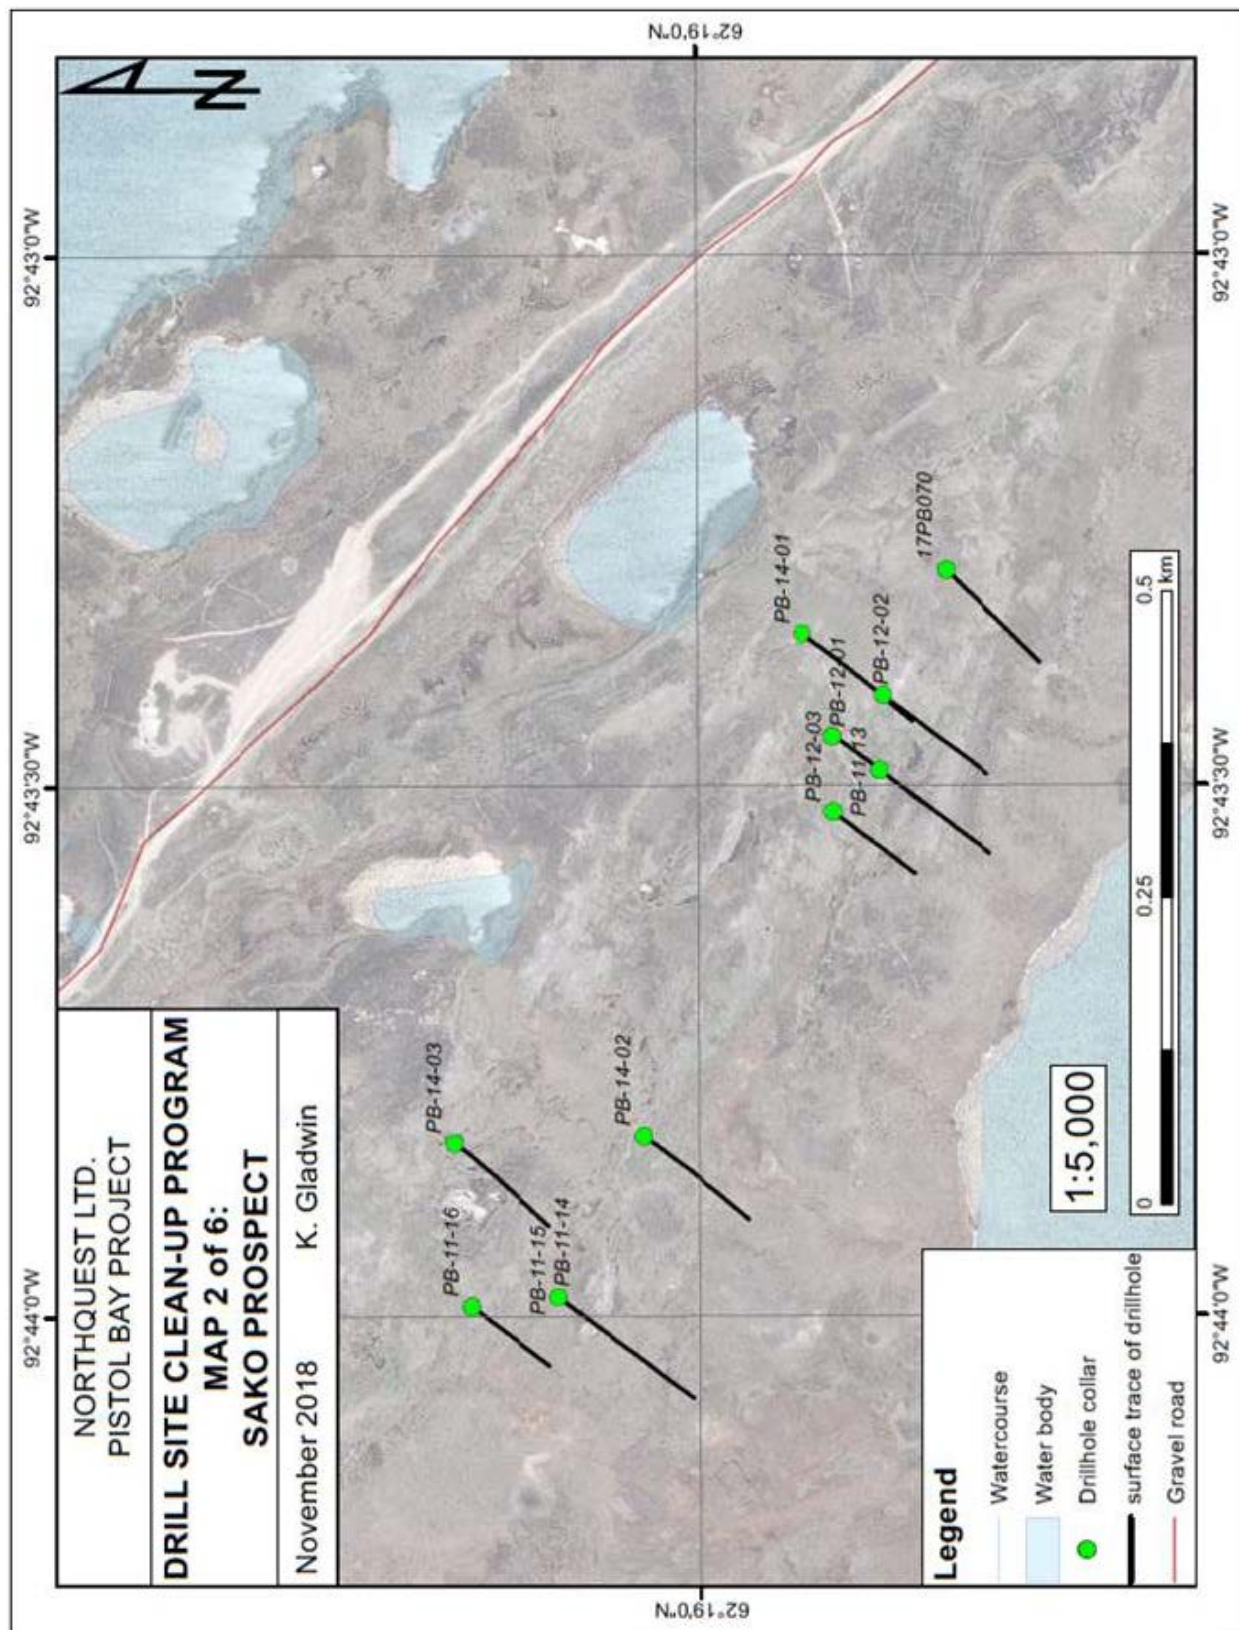 NORTHQUEST LTD.
PISTOL BAY PROJECT
DRILL SITE CLEAN-UP PROGRAM
MAP 2 of 6:
SAKO PROSPECT
November 2018 K. Gladwin
92°44'0"W
92°43'30"W
92°43'0"W
N
62°19'0"N
62°19'0"N
PB-14-03
PB-11-16
PB-11-15
PB-11-14
PB-14-02
PB-14-01
PB-12-03
PB-12-01
PB-11-13
PB-12-02
17PB070
Legend
Watercourse
Water body
Drillhole collar
surface trace of drillhole
Gravel road
1:5,000
0 0.25 0.5
km
92°44'0"W
92°43'30"W
92°43'0"W